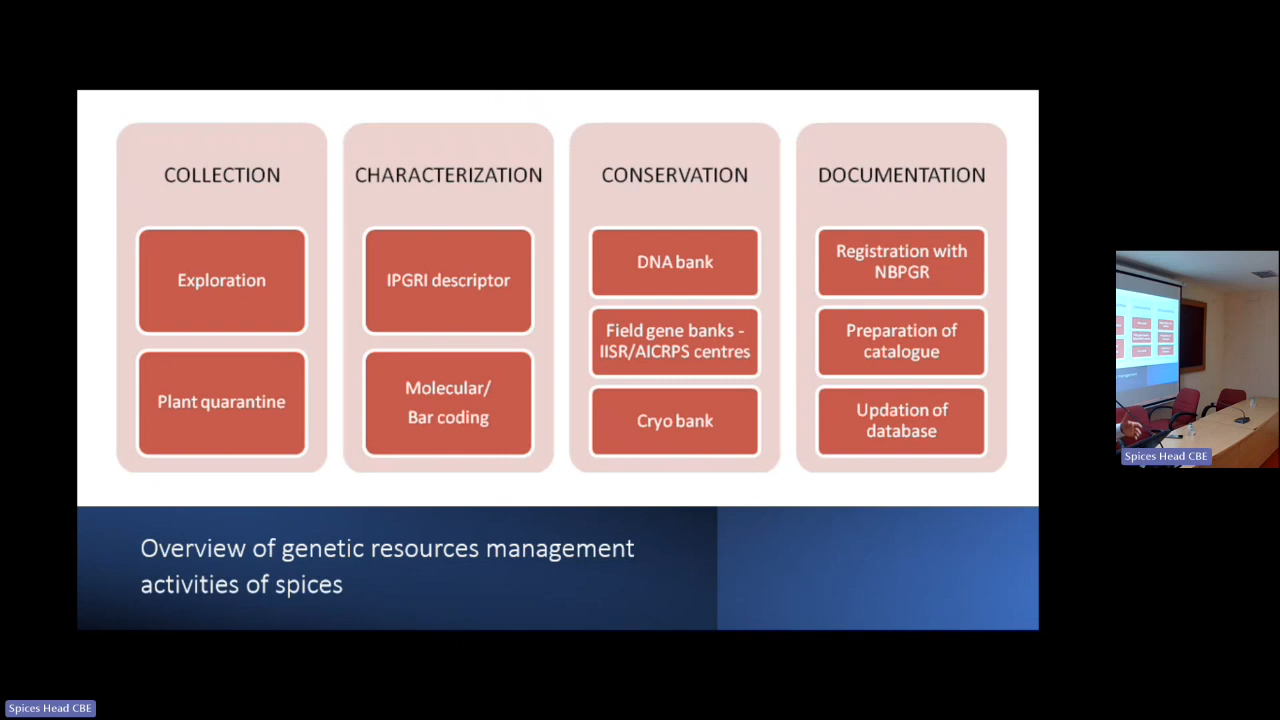 COLLECTION
Exploration
Plant quarantine
CHARACTERIZATION
IPGRI descriptor
Molecular/
Bar coding
CONSERVATION
DNA bank
Field gene banks -
IISR/AICRPS centres
Cryo bank
DOCUMENTATION
Registration with
NBPGR
Preparation of
catalogue
Updation of
database
Overview of genetic resources management
activities of spices
Spices Head CBE
Spices Head CBE